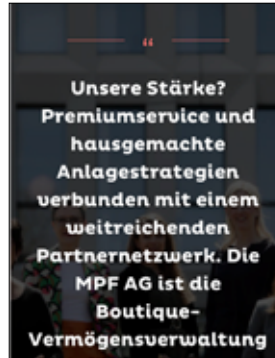 “
Unsere Stärke?
Premiumservice und
hausgemachte
Anlagestrategien
verbunden mit einem
weitreichenden
Partnernetzwerk. Die
MPF AG ist die
Boutique-
Vermögensverwaltung